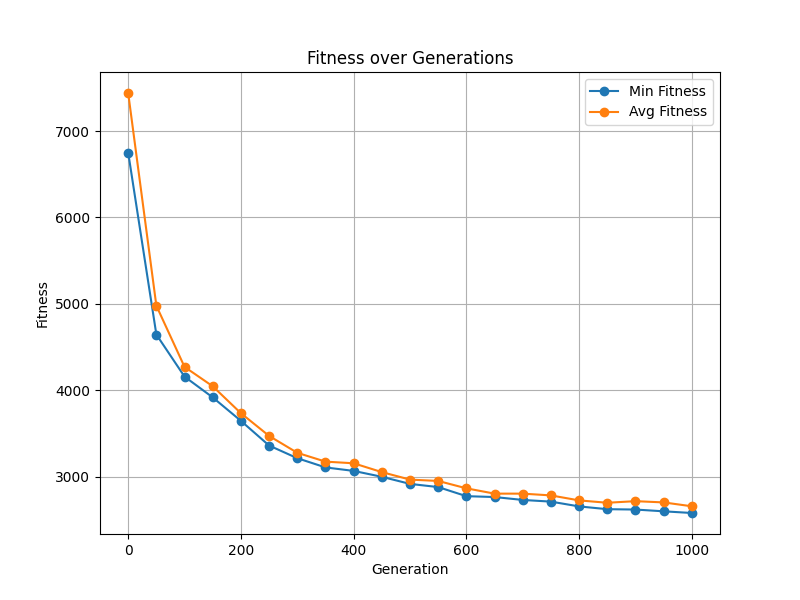 Fitness over Generations
Min Fitness
Avg Fitness
7000
6000
5000
4000
3000
Fitness
0 200 400 600 800 1000
Generation